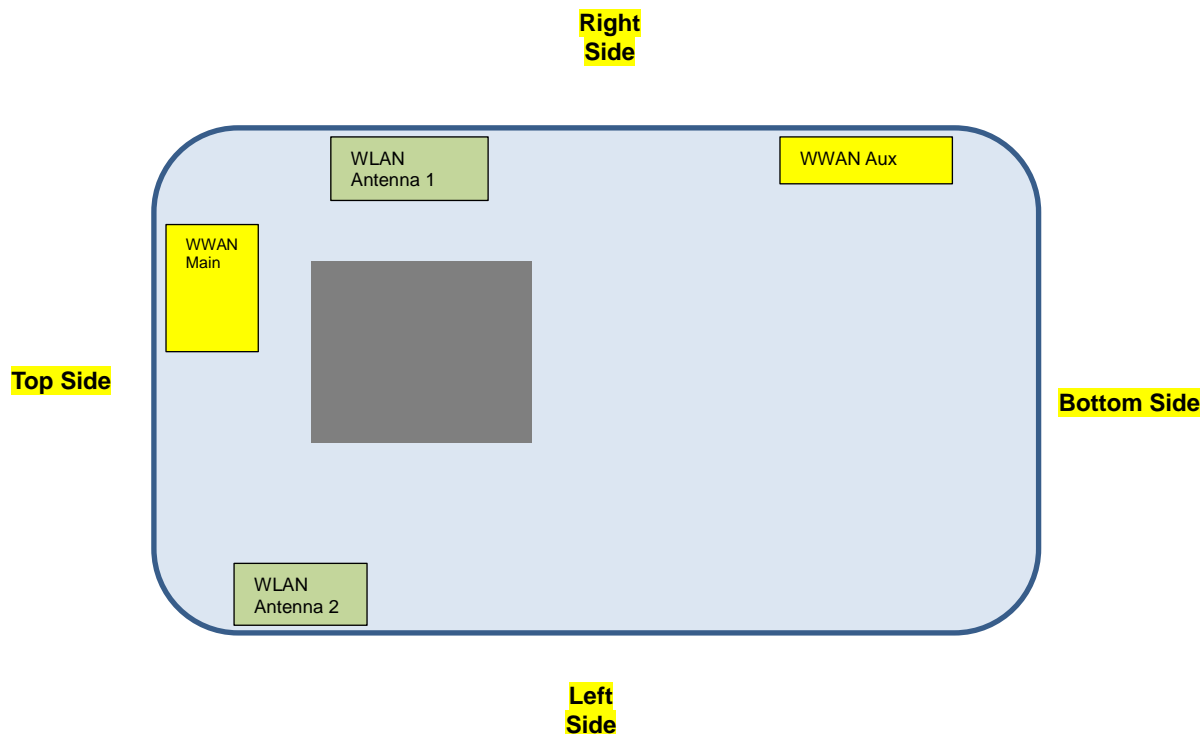 Right
Side
WLAN
Antenna 1
WWAN Aux
WWAN
Main
Top Side
Bottom Side
WLAN
Antenna 2
Left
Side